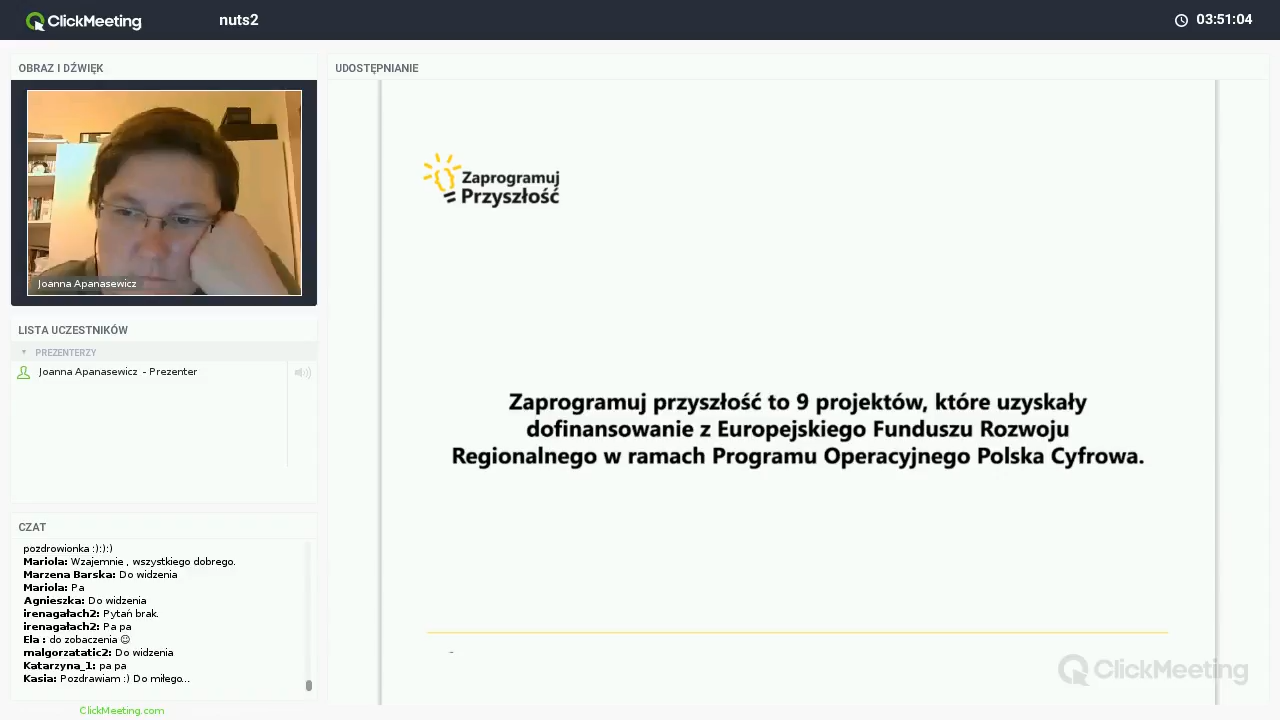 ClickMeeting
nuts2
03:51:04
OBRAZ I DŹWIĘK
Joanna Apanasewicz
LISTA UCZESTNIKÓW
PREZENTERZY
Joanna Apanasewicz - Prezenter
CZAT
pozdrowionka :):):)
Mariola: Wzajemnie , wszystkiego dobrego.
Marzena Barska: Do widzenia
Mariola: Pa
Agnieszka: Do widzenia
irenagałach2: Pytań brak.
irenagałach2: Pa pa
Ela : do zobaczenia ☺
malgorzatatic2: Do widzenia
Katarzyna_1: pa pa
Kasia: Pozdrawiam :) Do miłego...
ClickMeeting.com
UDOSTĘPNIANIE
Zaprogramuj
Przyszłość
Zaprogramuj przyszłość to 9 projektów, które uzyskały
dofinansowanie z Europejskiego Funduszu Rozwoju
Regionalnego w ramach Programu Operacyjnego Polska Cyfrowa.
ClickMeeting